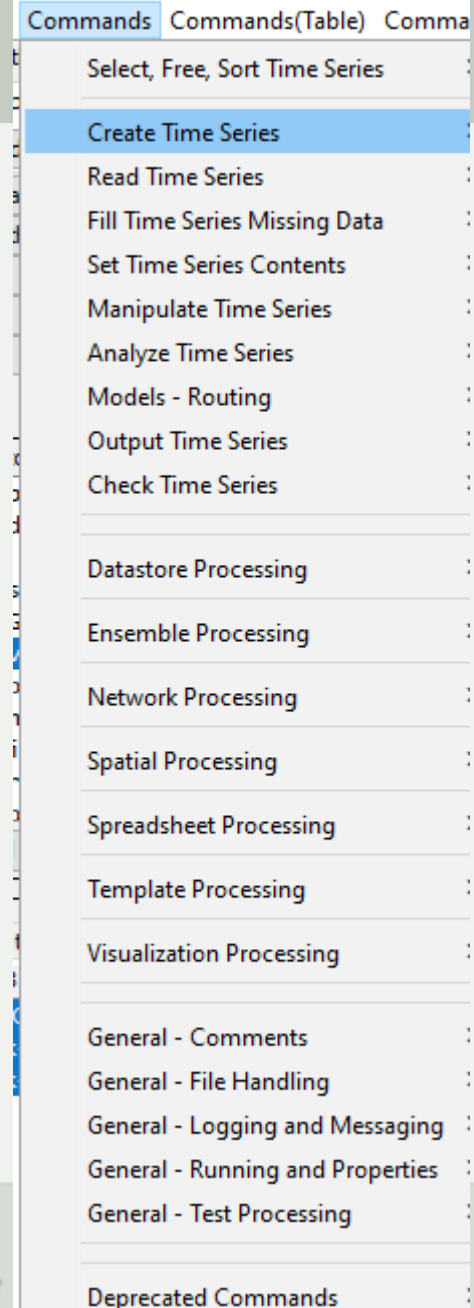 Commands Commands(Table) Comma
Select, Free, Sort Time Series
Create Time Series
Read Time Series
Fill Time Series Missing Data
Set Time Series Contents
Manipulate Time Series
Analyze Time Series
Models - Routing
Output Time Series
Check Time Series
Datastore Processing
Ensemble Processing
Network Processing
Spatial Processing
Spreadsheet Processing
Template Processing
Visualization Processing
General - Comments
General - File Handling
General - Logging and Messaging
General - Running and Properties
General - Test Processing
Deprecated Commands